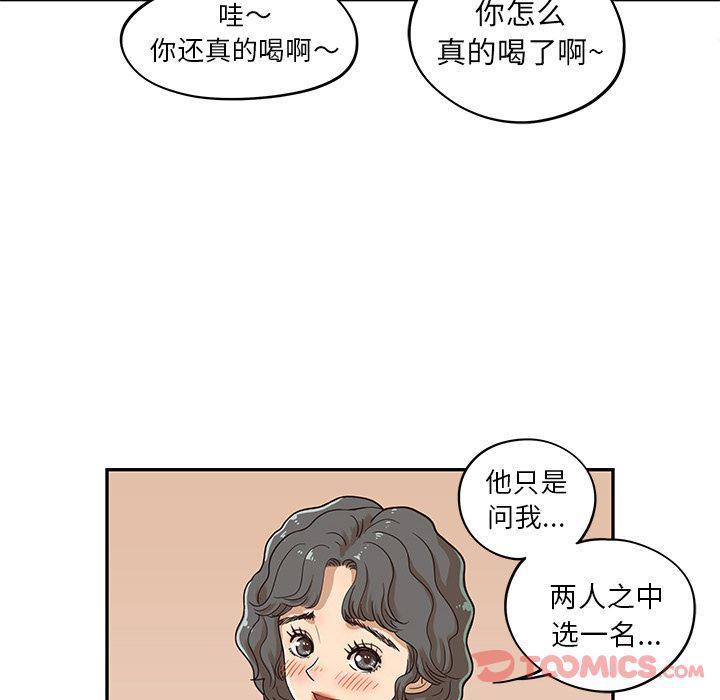 哇～
你还真的喝啊～
你怎么
真的喝了啊~
他只是
问我...
两人之中
选一名...
TOOMICS.COM